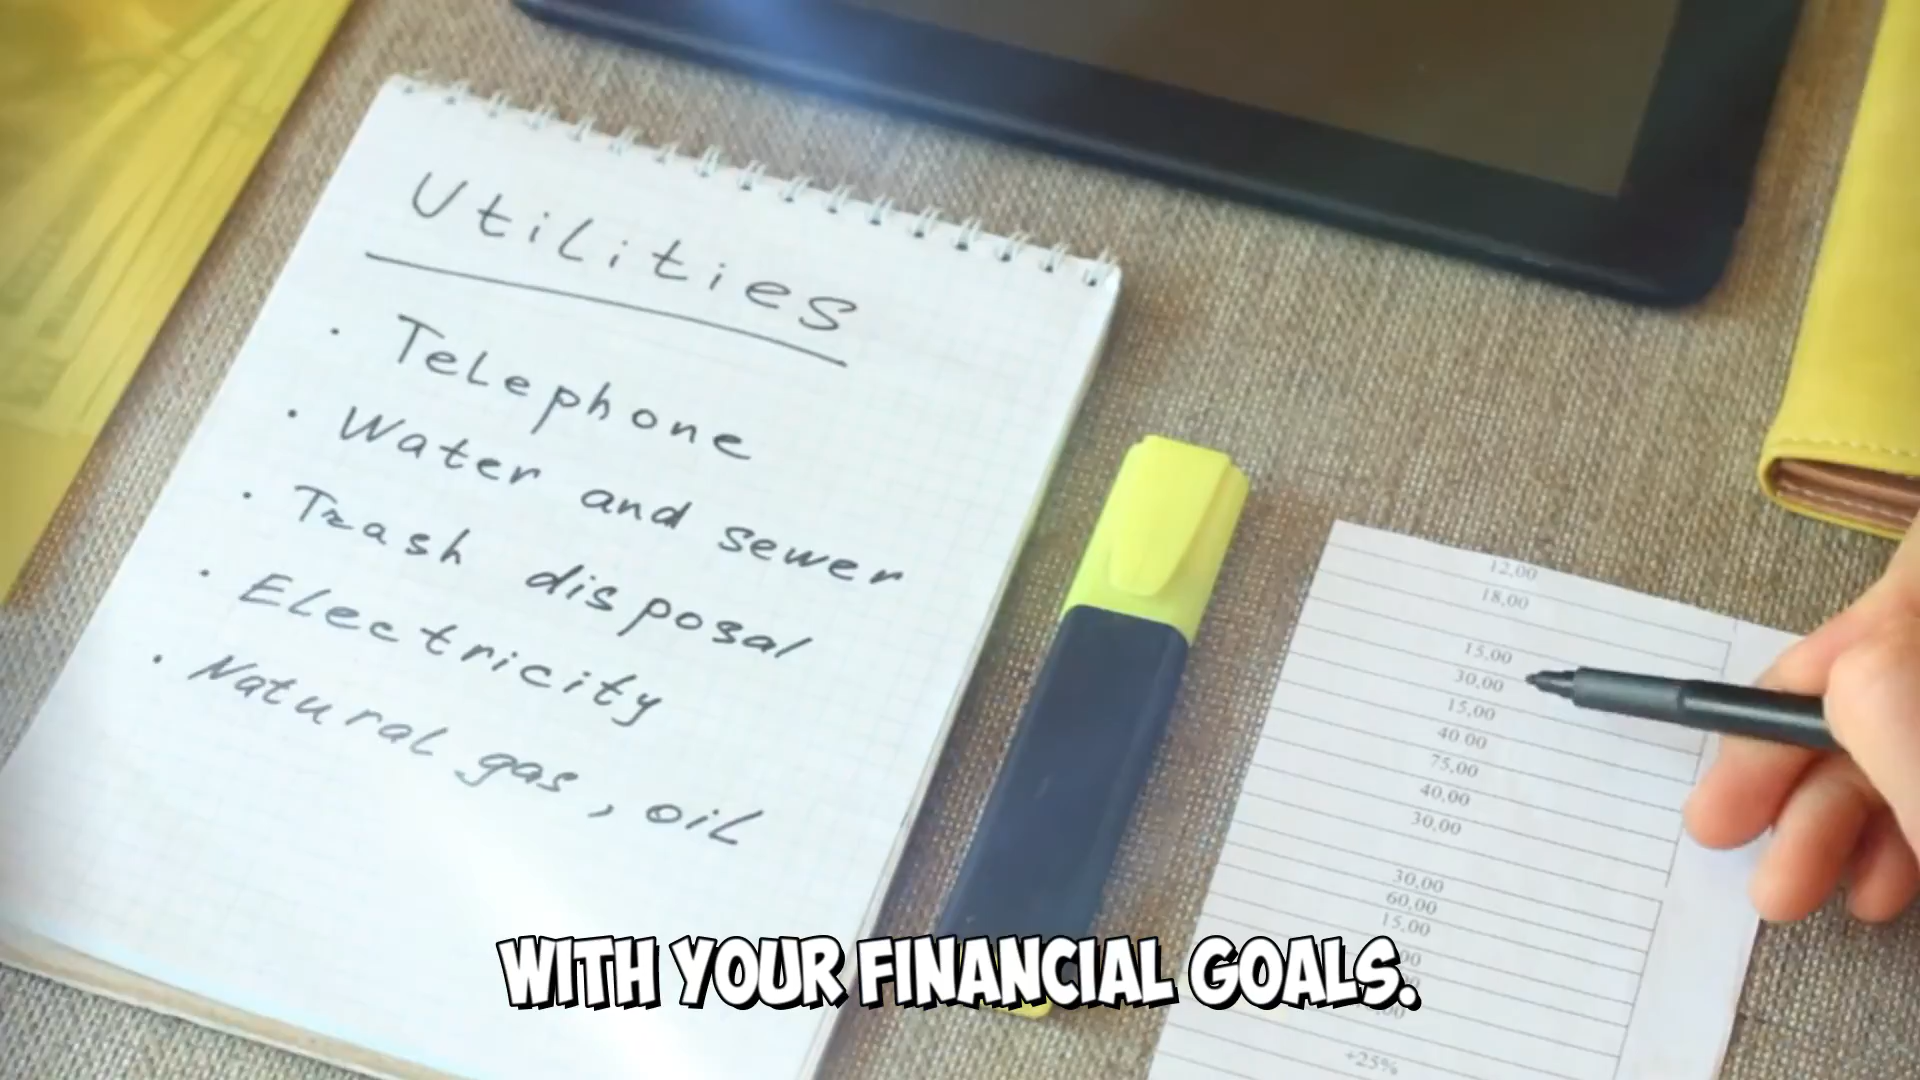 Utilities
· Telephone
· Water and sewer
· Trash disposal
· Electricity
· Natural gas, oil
12,00
18,00
15,00
30,00
15,00
40.00
75,00
40,00
30,00
30,00
60,00
15,00
+25%
WITH YOUR FINANCIAL GOALS.